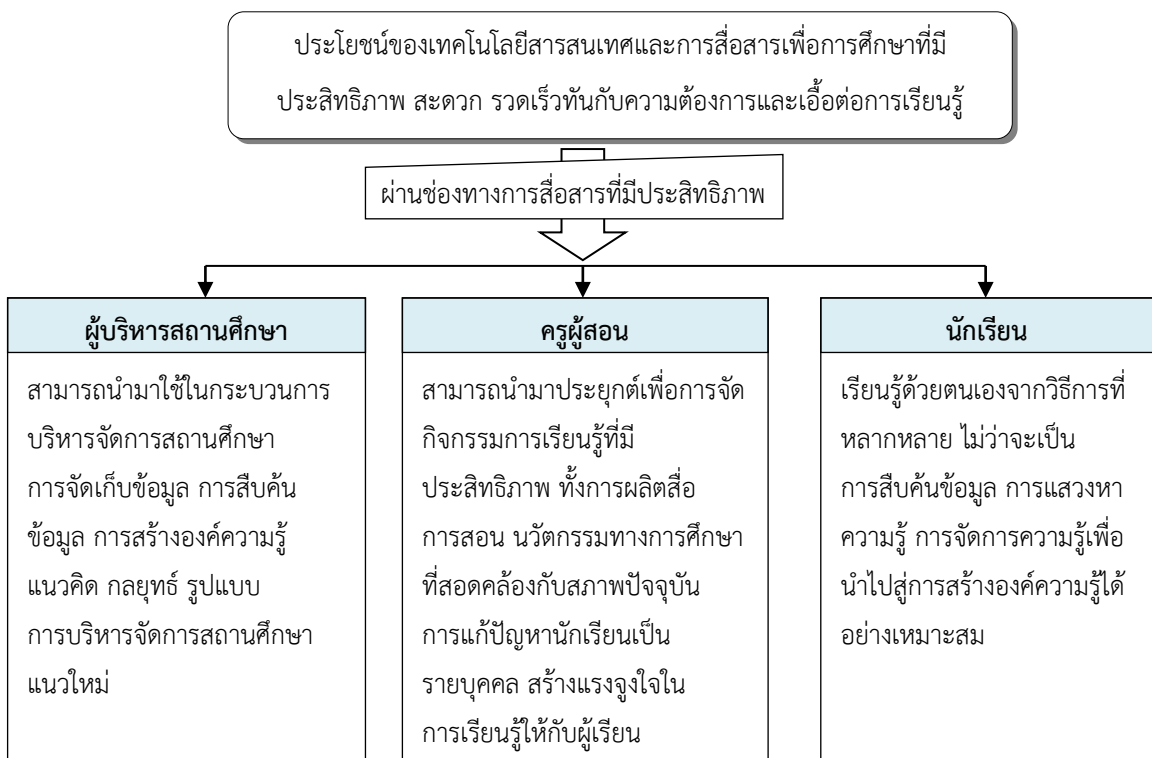 ประโยชน์ของเทคโนโลยีสารสนเทศและการสื่อสารเพื่อการศึกษาที่มี
ประสิทธิภาพ สะดวก รวดเร็วทันกับความต้องการและเอื้อต่อการเรียนรู้
ผ่านช่องทางการสื่อสารที่มีประสิทธิภาพ
ผู้บริหารสถานศึกษา
สามารถนำมาใช้ในกระบวนการ
บริหารจัดการสถานศึกษา
การจัดเก็บข้อมูล การสืบค้น
ข้อมูล การสร้างองค์ความรู้
แนวคิด กลยุทธ์ รูปแบบ
การบริหารจัดการสถานศึกษา
แนวใหม่
ครูผู้สอน
สามารถนำมาประยุกต์เพื่อการจัด
กิจกรรมการเรียนรู้ที่มี
ประสิทธิภาพ ทั้งการผลิตสื่อ
การสอน นวัตกรรมทางการศึกษา
ที่สอดคล้องกับสภาพปัจจุบัน
การแก้ปัญหานักเรียนเป็น
รายบุคคล สร้างแรงจูงใจใน
การเรียนรู้ให้กับผู้เรียน
นักเรียน
เรียนรู้ด้วยตนเองจากวิธีการที่
หลากหลาย ไม่ว่าจะเป็น
การสืบค้นข้อมูล การแสวงหา
ความรู้ การจัดการความรู้เพื่อ
นำไปสู่การสร้างองค์ความรู้ได้
อย่างเหมาะสม